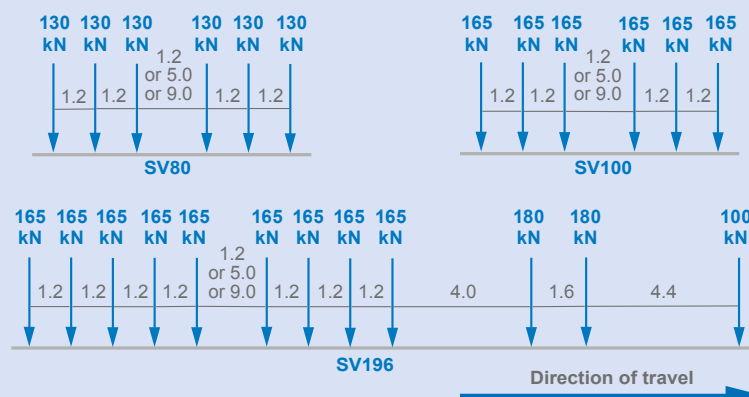 130 130 130 130 130 130
kN kN kN kN kN kN
1.2
or 5.0
or 9.0
1.2 1.2 1.2 1.2
SV80
165 165 165 165 165 165
kN kN kN kN kN kN
1.2
or 5.0
or 9.0
1.2 1.2 1.2 1.2
SV100
165 165 165 165 165 165 165 165 165 180 180 100
kN kN kN kN kN kN kN kN kN kN kN kN
1.2
or 5.0
or 9.0
1.2 1.2 1.2 1.2 1.2 1.2 1.2 4.0 1.6 4.4
SV196
Direction of travel